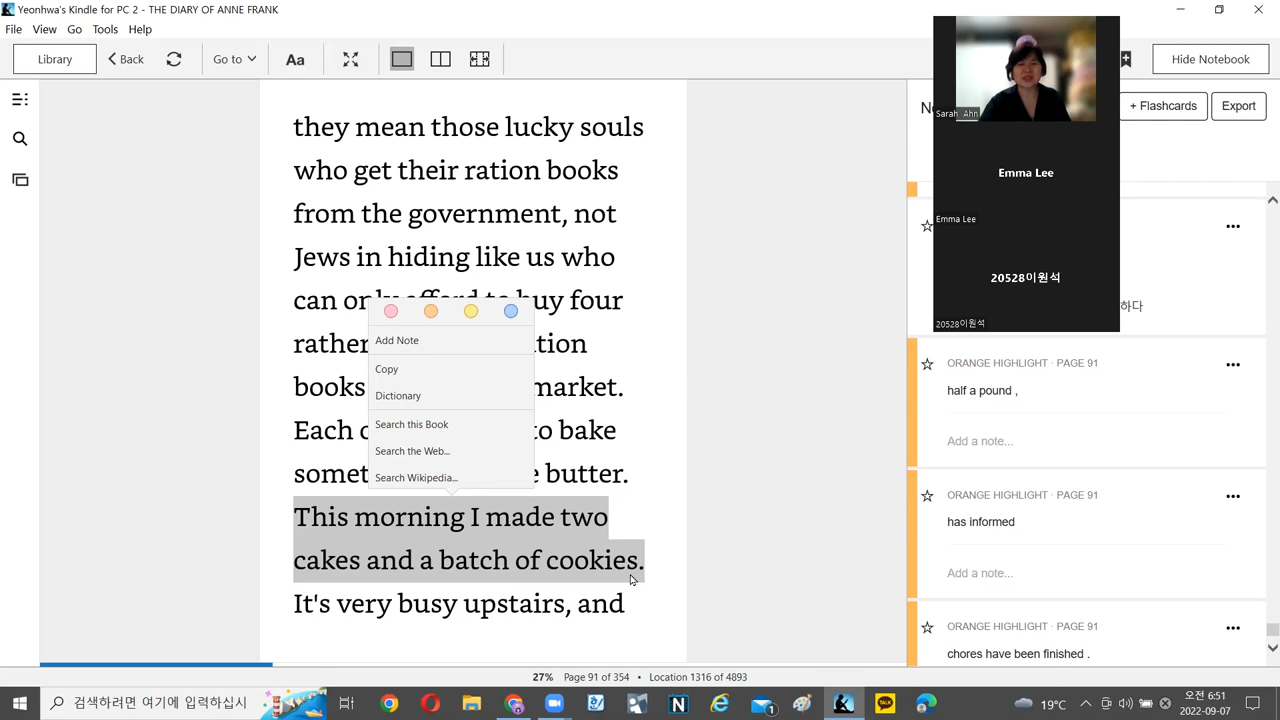 Yeonhwa's Kindle for PC 2 - THE DIARY OF ANNE FRANK
File View Go Tools Help
Library
Back
Go to
Aa
Hide Notebook
+ Flashcards
Export
Sarah Ahn
Emma Lee
Emma Lee
20528이원석
20528이원석
they mean those lucky souls
who get their ration books
from the government, not
Jews in hiding like us who
can only afford to buy four
rather
books market.
Each to bake
butter.
This morning I made two
cakes and a batch of cookies.
It's very busy upstairs, and
Add Note
Copy
Dictionary
Search this Book
Search the Web...
Search Wikipedia...
하다
ORANGE HIGHLIGHT · PAGE 91
half a pound ,
Add a note...
ORANGE HIGHLIGHT · PAGE 91
has informed
Add a note...
ORANGE HIGHLIGHT · PAGE 91
chores have been finished .
27% Page 91 of 354 • Location 1316 of 4893
검색하려면 여기에 입력하십시
TALK
19°C
오전 6:51
2022-09-07